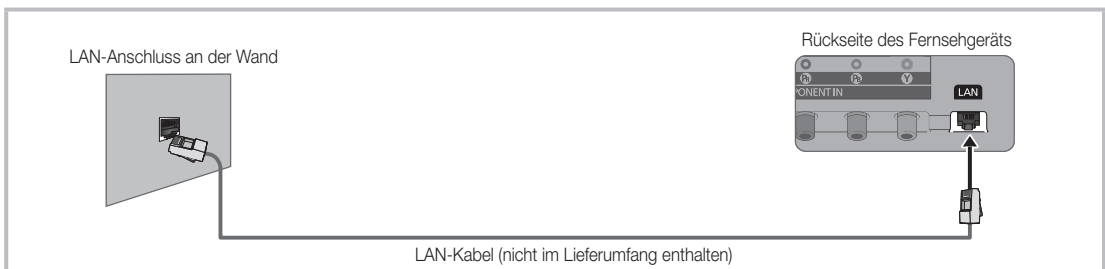 LAN-Anschluss an der Wand
Rückseite des Fernsehgeräts
PR PB Y
PONENT IN
LAN
LAN-Kabel (nicht im Lieferumfang enthalten)